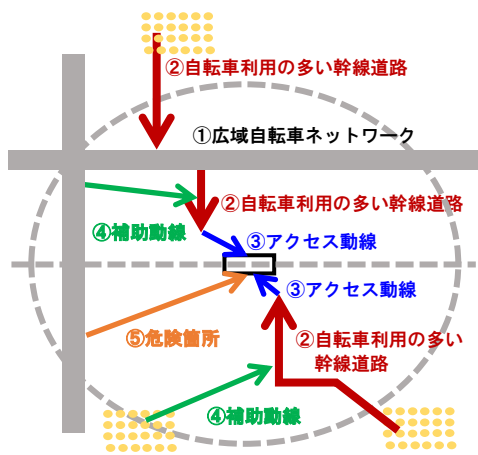 ②自転車利用の多い幹線道路
①広域自転車ネットワーク
②自転車利用の多い幹線道路
④補助動線
③アクセス動線
③アクセス動線
⑤危険箇所
②自転車利用の多い
幹線道路
④補助動線